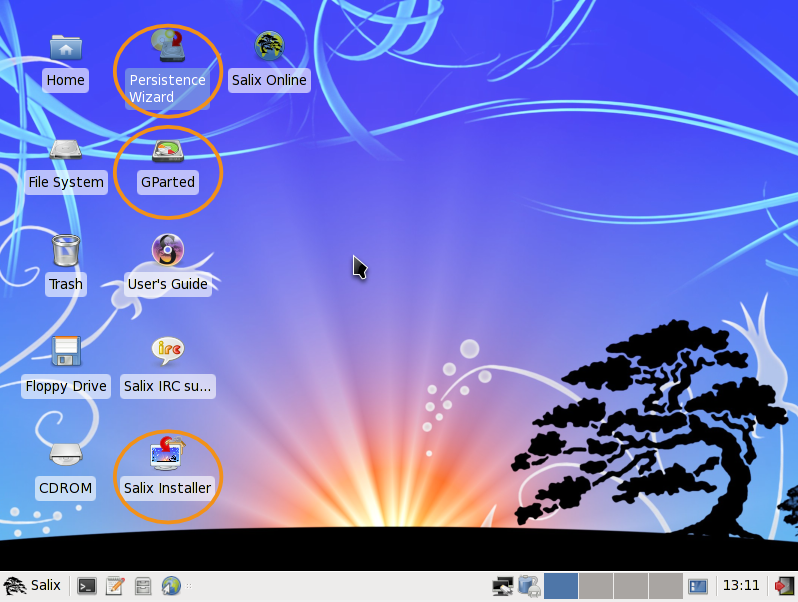 Home
Persistence
Wizard
Salix Online
File System
GParted
Trash
User's Guide
Floppy Drive
irc
Salix IRC su...
CDROM
Salix Installer
Salix
13:11